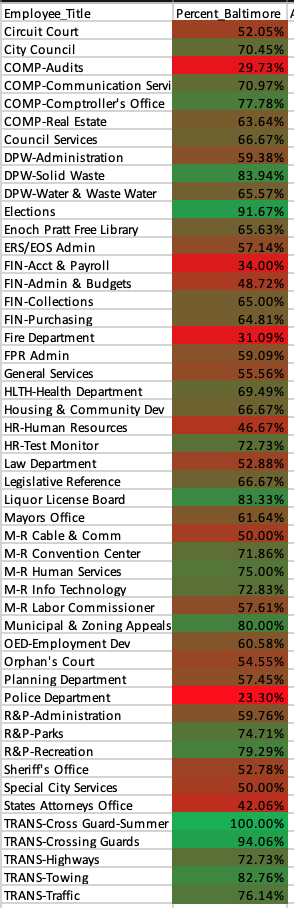 Employee_Title Percent_Baltimore
Circuit Court 52.05%
City Council 70.45%
COMP-Audits 29.73%
COMP-Communication Servi 70.97%
COMP-Comptroller's Office 77.78%
COMP-Real Estate 63.64%
Council Services 66.67%
DPW-Administration 59.38%
DPW-Solid Waste 83.94%
DPW-Water & Waste Water 65.57%
Elections 91.67%
Enoch Pratt Free Library 65.63%
ERS/EOS Admin 57.14%
FIN-Acct & Payroll 34.00%
FIN-Admin & Budgets 48.72%
FIN-Collections 65.00%
FIN-Purchasing 64.81%
Fire Department 31.09%
FPR Admin 59.09%
General Services 55.56%
HLTH-Health Department 69.49%
Housing & Community Dev 66.67%
HR-Human Resources 46.67%
HR-Test Monitor 72.73%
Law Department 52.88%
Legislative Reference 66.67%
Liquor License Board 83.33%
Mayors Office 61.64%
M-R Cable & Comm 50.00%
M-R Convention Center 71.86%
M-R Human Services 75.00%
M-R Info Technology 72.83%
M-R Labor Commissioner 57.61%
Municipal & Zoning Appeals 80.00%
OED-Employment Dev 60.58%
Orphan's Court 54.55%
Planning Department 57.45%
Police Department 23.30%
R&P-Administration 59.76%
R&P-Parks 74.71%
R&P-Recreation 79.29%
Sheriff's Office 52.78%
Special City Services 50.00%
States Attorneys Office 42.06%
TRANS-Cross Guard-Summer 100.00%
TRANS-Crossing Guards 94.06%
TRANS-Highways 72.73%
TRANS-Towing 82.76%
TRANS-Traffic 76.14%